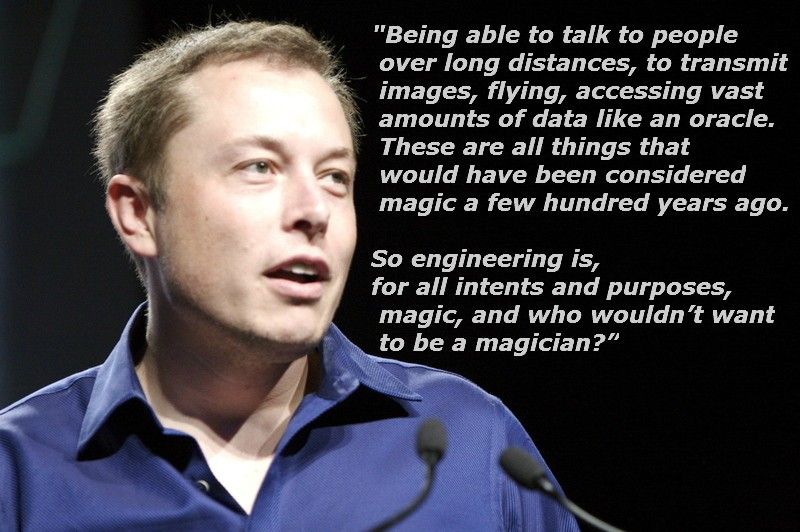 "Being able to talk to people
over long distances, to transmit
images, flying, accessing vast
amounts of data like an oracle.
These are all things that
would have been considered
magic a few hundred years ago.
So engineering is,
for all intents and purposes,
magic, and who wouldn’t want
to be a magician?”